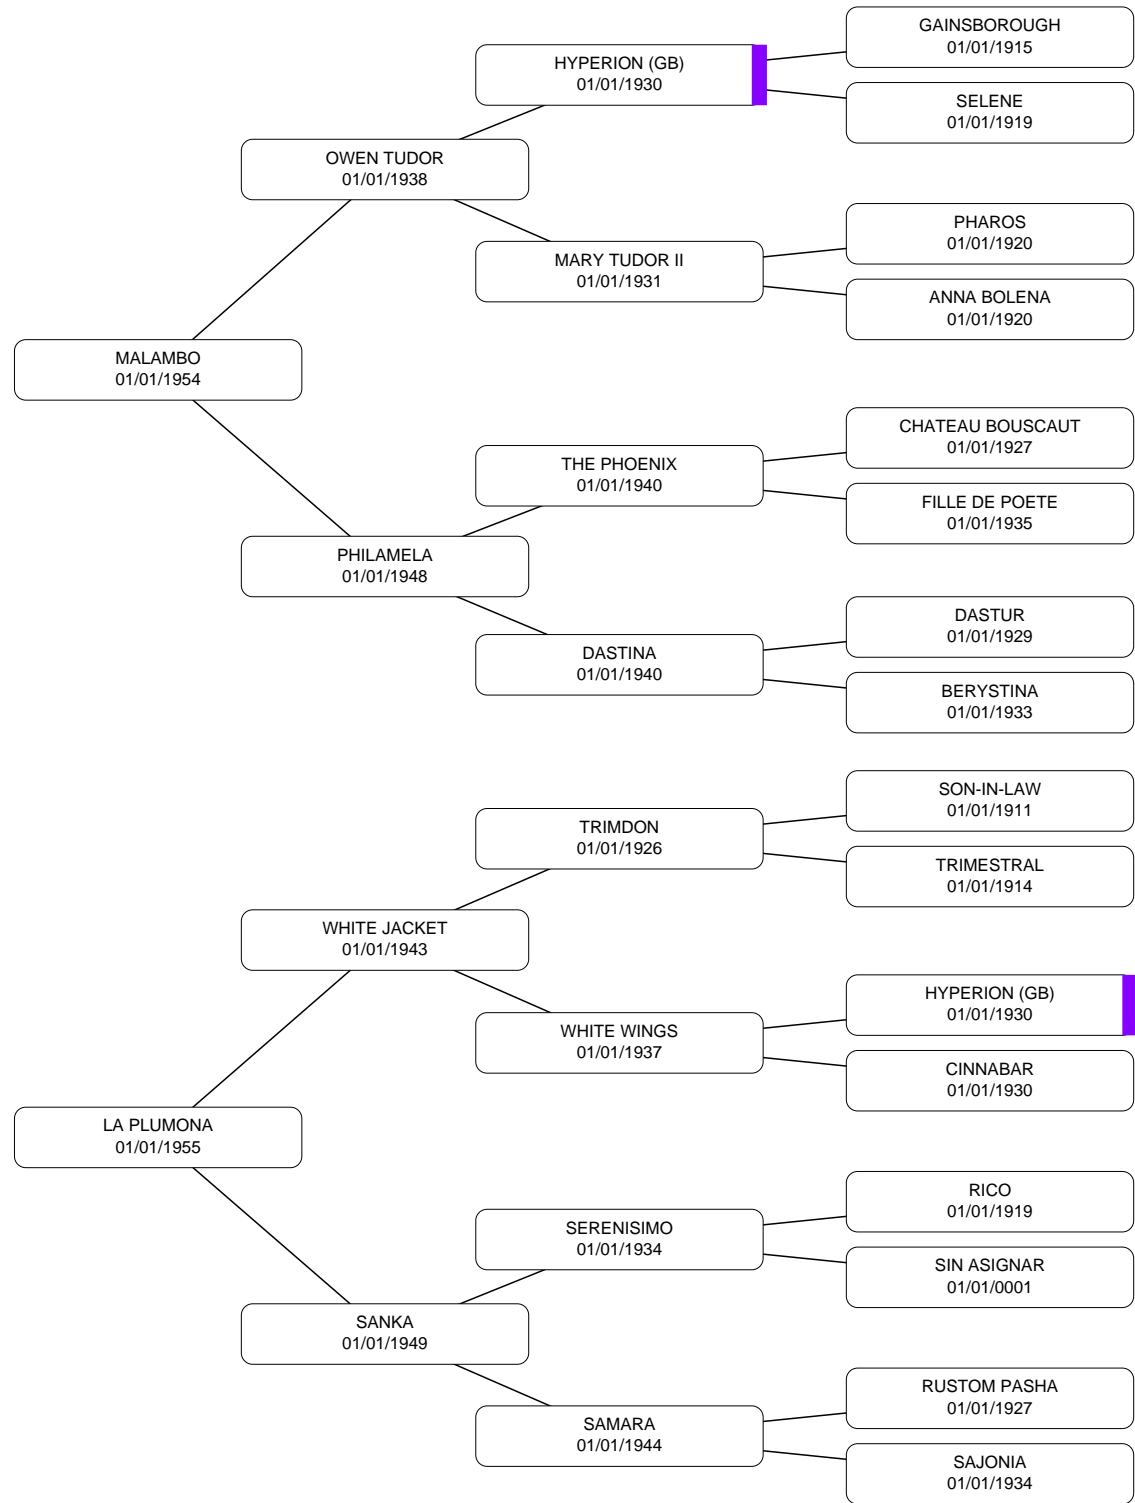 GAINSBOROUGH
01/01/1915
HYPERION (GB)
01/01/1930
SELENE
01/01/1919
OWEN TUDOR
01/01/1938
PHAROS
01/01/1920
MARY TUDOR II
01/01/1931
ANNA BOLENA
01/01/1920
MALAMBO
01/01/1954
CHATEAU BOUSCAUT
01/01/1927
THE PHOENIX
01/01/1940
FILLE DE POETE
01/01/1935
PHILAMELA
01/01/1948
DASTUR
01/01/1929
DASTINA
01/01/1940
BERYSTINA
01/01/1933
SON-IN-LAW
01/01/1911
TRIMDON
01/01/1926
TRIMESTRAL
01/01/1914
WHITE JACKET
01/01/1943
HYPERION (GB)
01/01/1930
WHITE WINGS
01/01/1937
CINNABAR
01/01/1930
LA PLUMONA
01/01/1955
RICO
01/01/1919
SERENISIMO
01/01/1934
SIN ASIGNAR
01/01/0001
SANKA
01/01/1949
RUSTOM PASHA
01/01/1927
SAMARA
01/01/1944
SAJONIA
01/01/1934